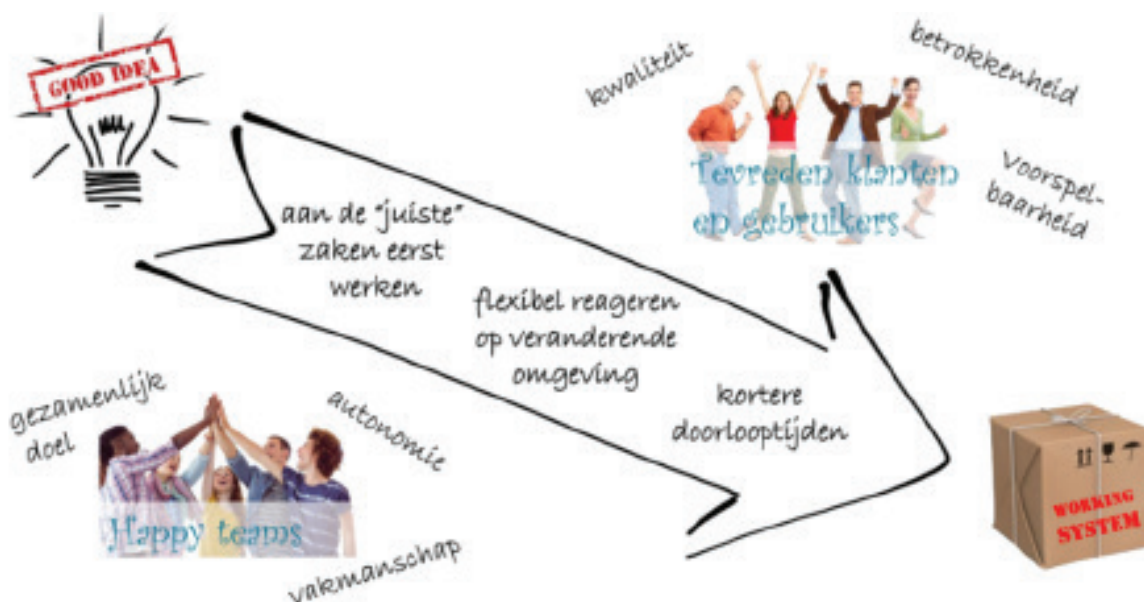 GOOD IDEA
kwaliteit
betrokkenheid
Voorspel-
baarheid
Tevreden klanten
en gebruikers
aan de "juiste"
zaken eerst
werken
flexibel reageren
op veranderende
omgeving
kortere
doorlooptijden
gezamenlijk
doel
autonomie
Happy teams
vakmanschap
WORKING
SYSTEM